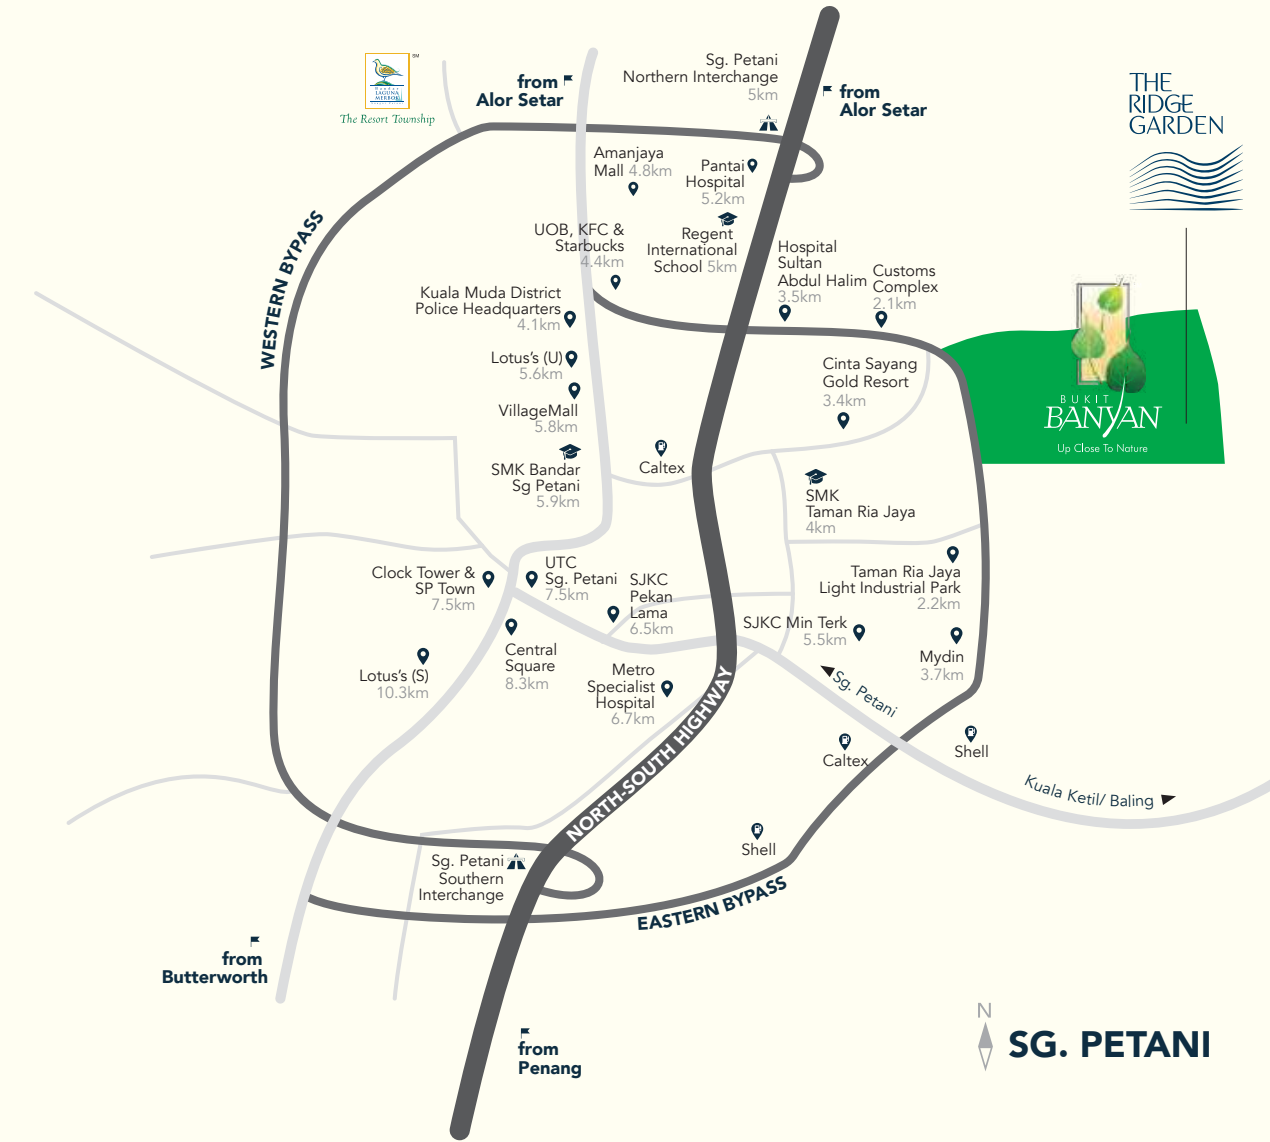 Bandar
LAGUNA
MERBOK
SM
The Resort Township
from
Alor Setar
Sg. Petani
Northern Interchange
5km
from
Alor Setar
THE
RIDGE
GARDEN
Amanjaya
Mall 4.8km
Pantai
Hospital
5.2km
UOB, KFC &
Starbucks
4.4km
Regent
International
School 5km
Hospital
Sultan
Abdul Halim
3.5km
Customs
Complex
2.1km
WESTERN BYPASS
Kuala Muda District
Police Headquarters
4.1km
Lotus's (U)
5.6km
VillageMall
5.8km
Cinta Sayang
Gold Resort
3.4km
BUKIT
BANYAN
Up Close To Nature
SMK Bandar
Sg Petani
5.9km
Caltex
SMK
Taman Ria Jaya
4km
Clock Tower &
SP Town
7.5km
UTC
Sg. Petani
7.5km
SJKC
Pekan
Lama
6.5km
Taman Ria Jaya
Light Industrial Park
2.2km
SJKC Min Terk
5.5km
Mydin
3.7km
Lotus's (S)
10.3km
Central
Square
8.3km
Metro
Specialist
Hospital
6.7km
Sg. Petani
NORTH-SOUTH HIGHWAY
Caltex
Shell
Kuala Ketil/ Baling
Shell
Sg. Petani
Southern
Interchange
EASTERN BYPASS
from
Butterworth
from
Penang
N
SG. PETANI